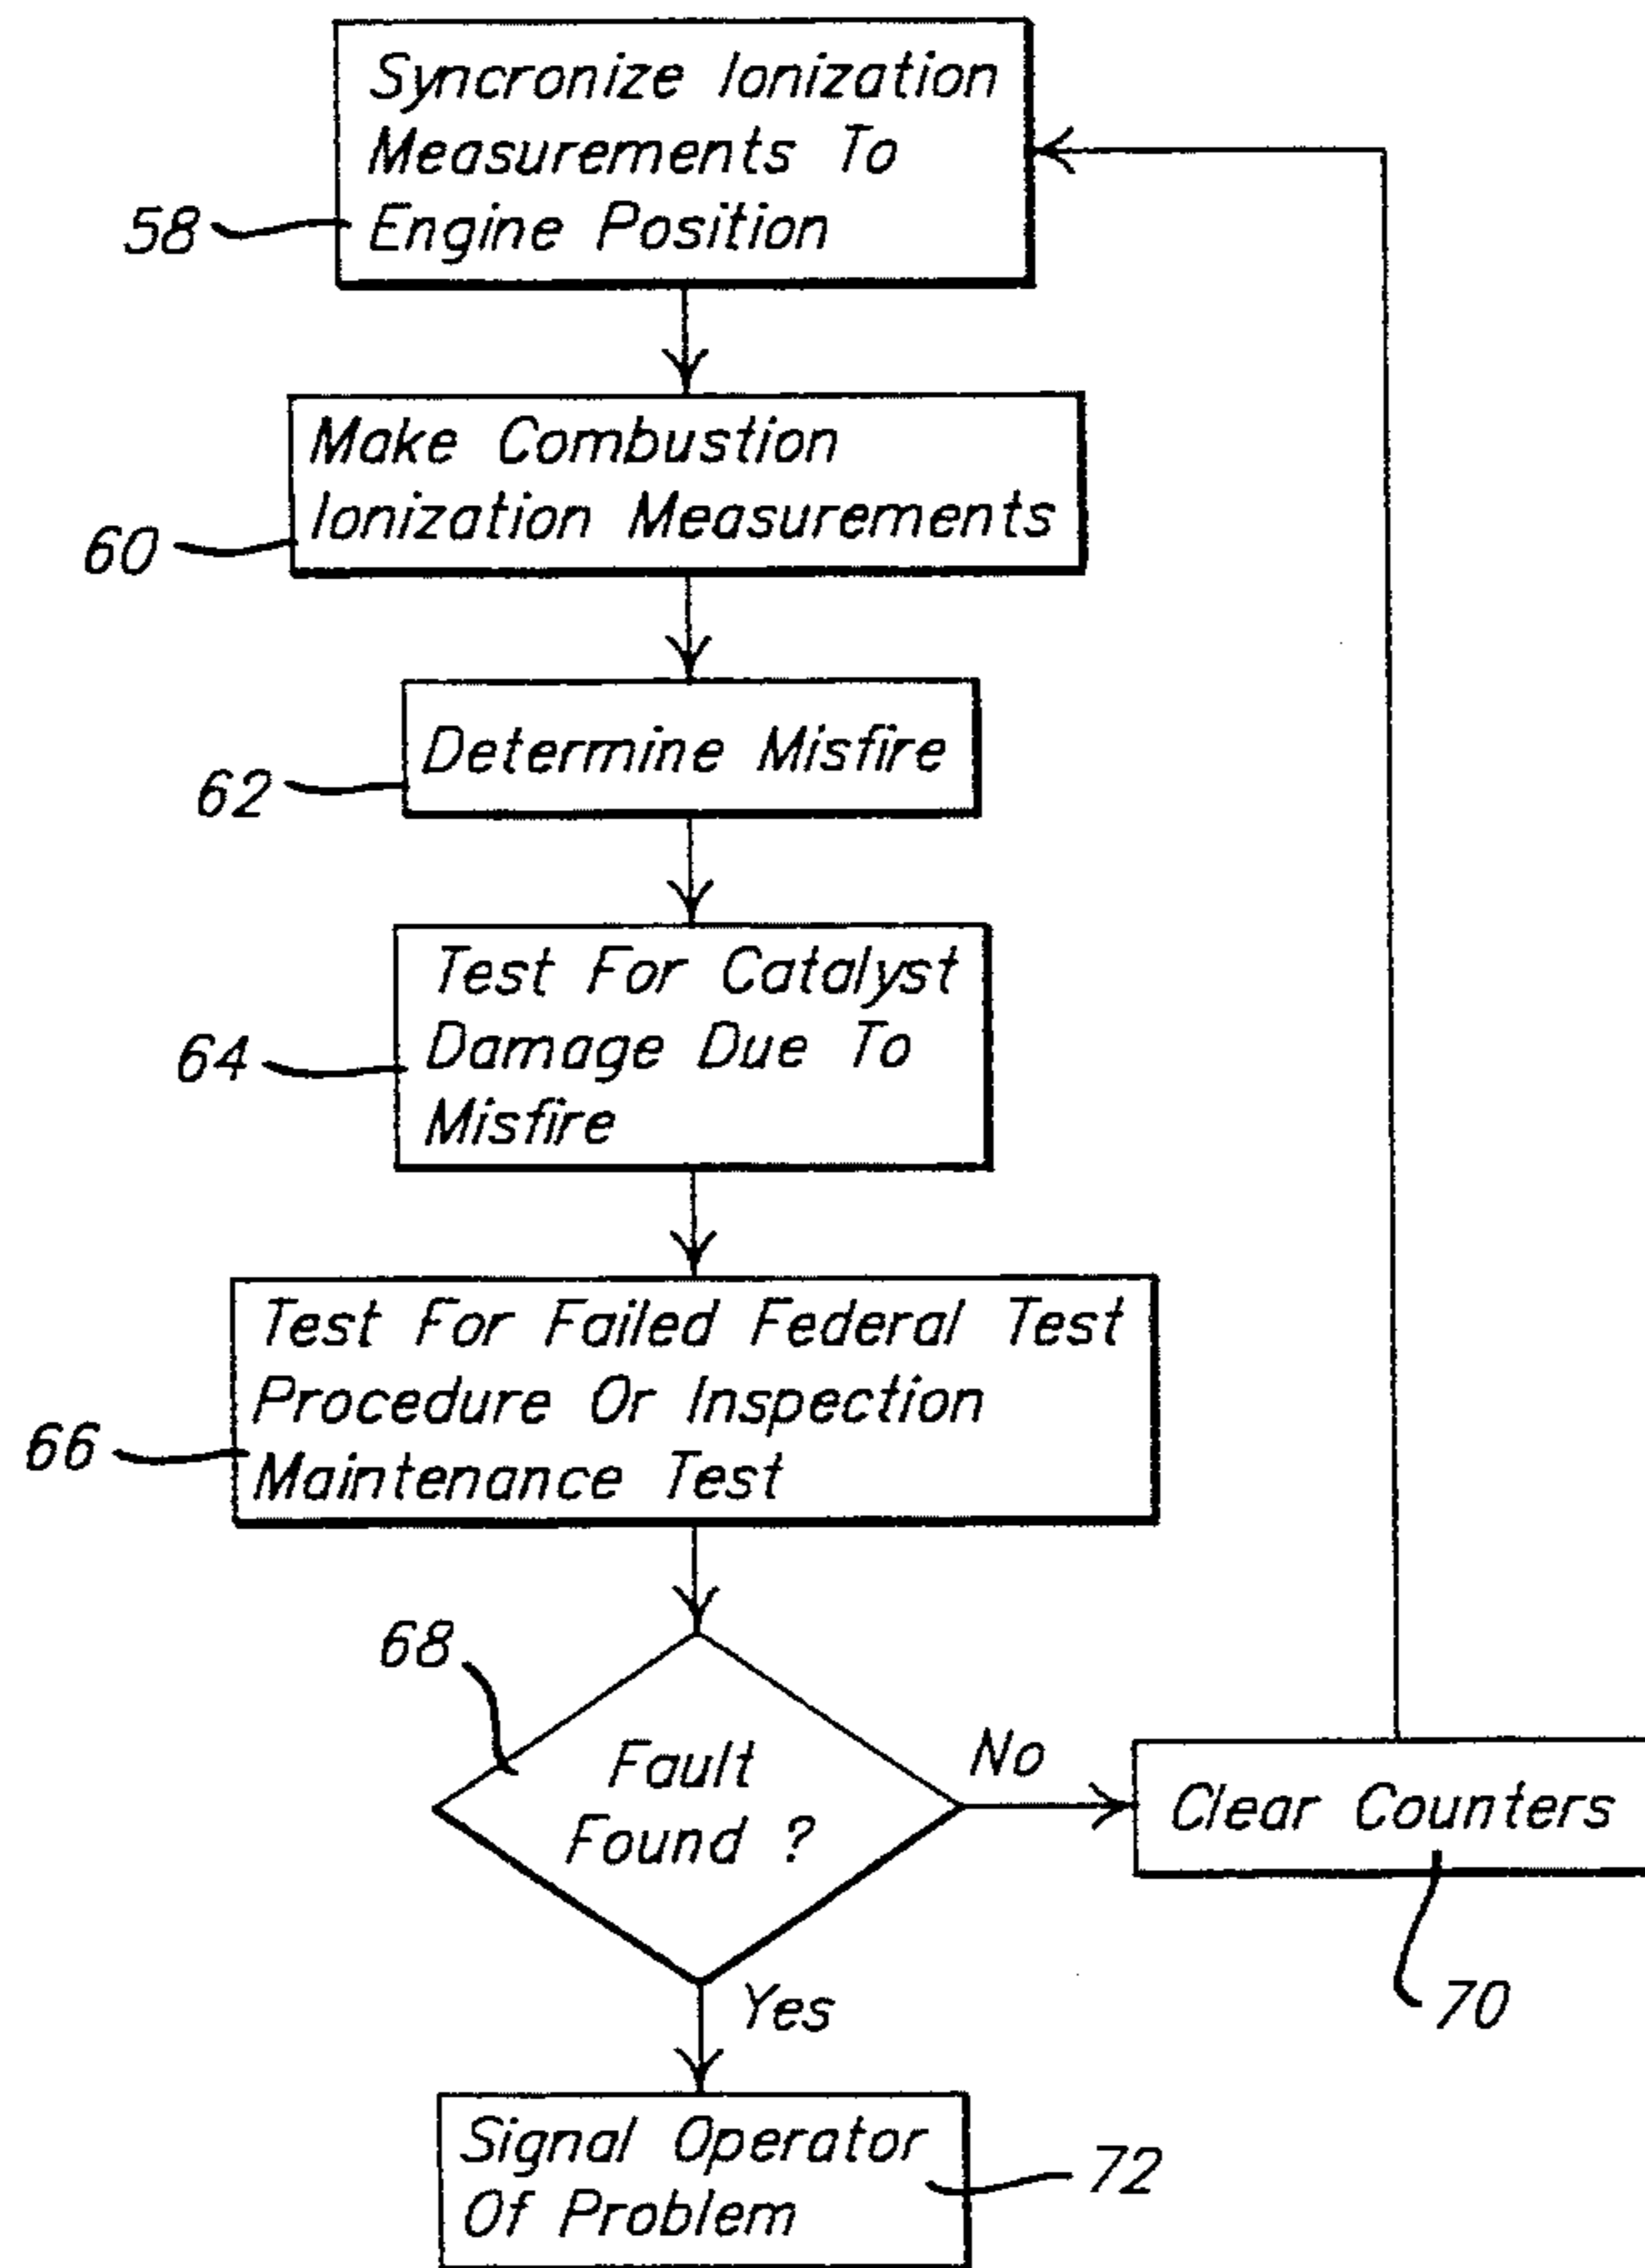 Syncronize Ionization
Measurements To
Engine Position
58
Make Combustion
Ionization Measurements
60
Determine Misfire
62
Test For Catalyst
Damage Due To
Misfire
64
Test For Failed Federal Test
Procedure Or Inspection
Maintenance Test
66
68
Fault
Found ?
No
Clear Counters
70
Yes
Signal Operator
Of Problem
72